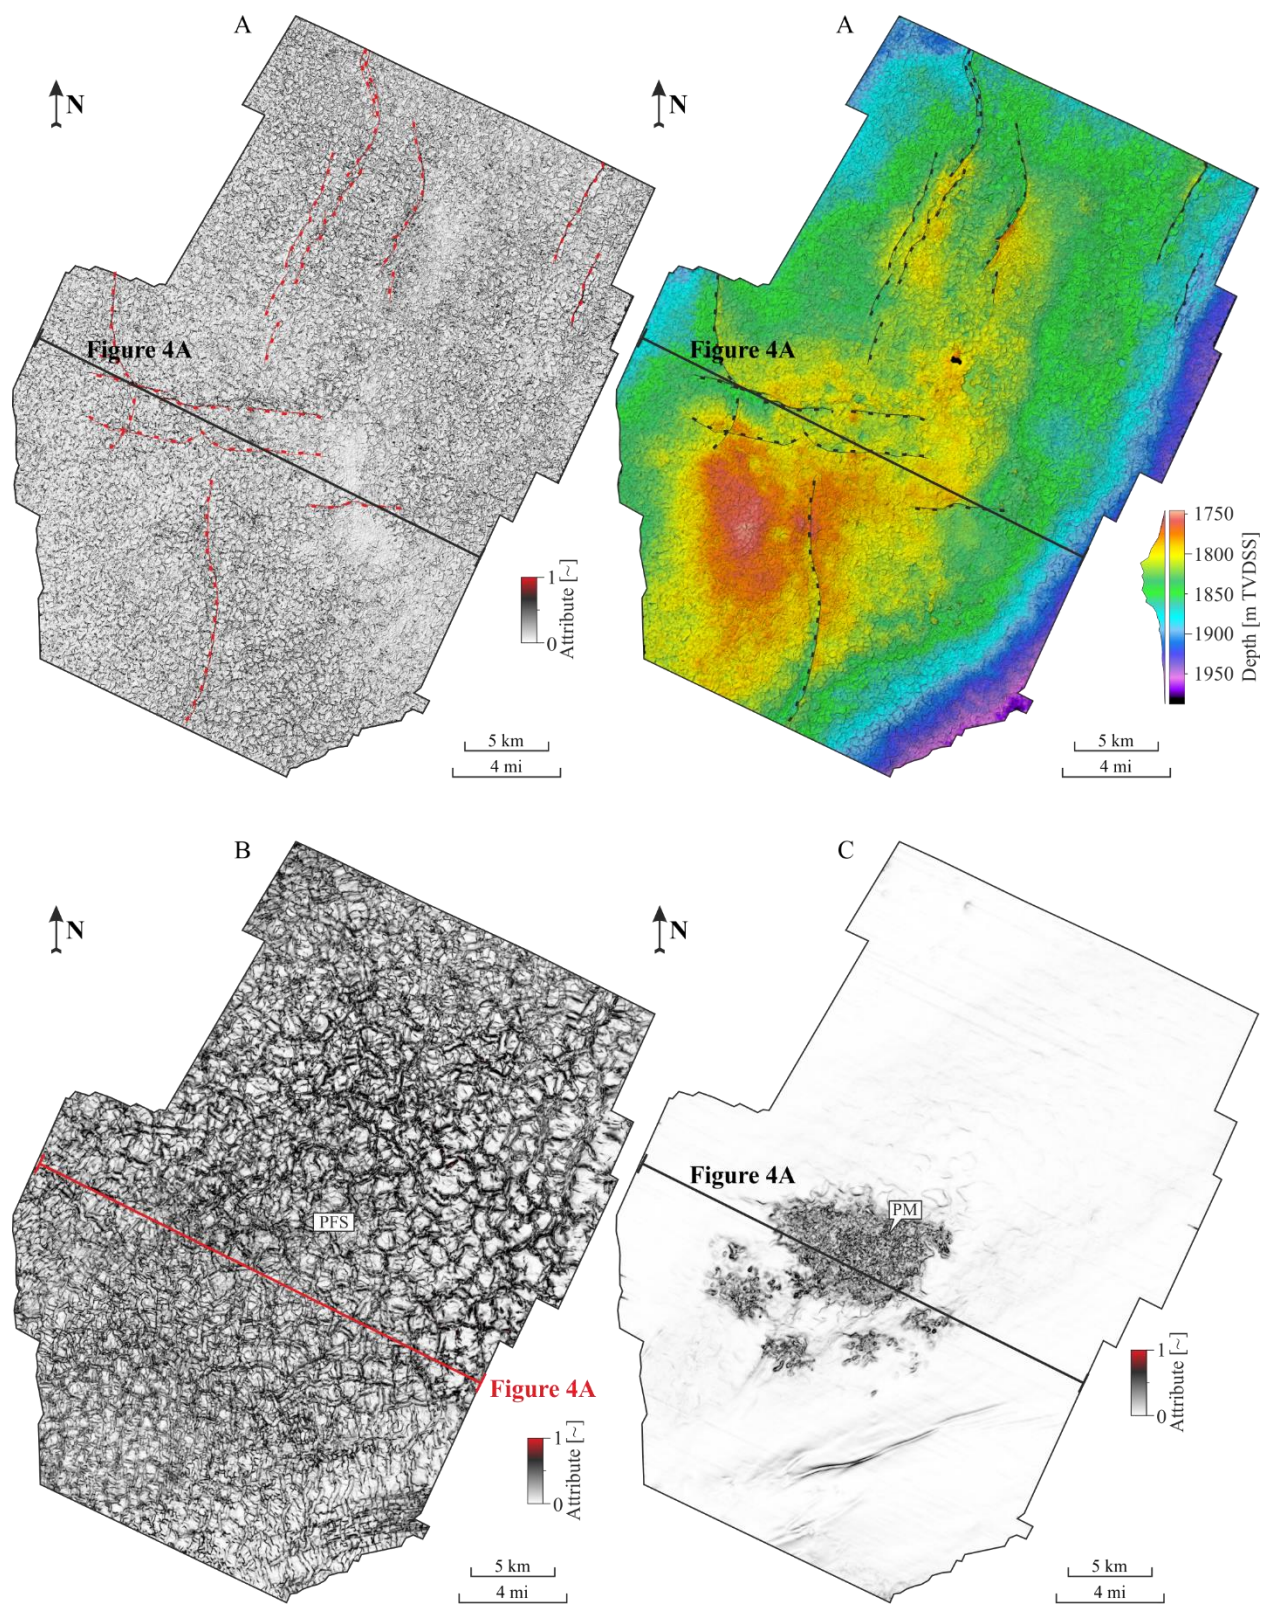 A
N
Figure 4A
1
0
Attribute [~]
5 km
4 mi
A
N
Figure 4A
1750
1800
1850
1900
1950
Depth [m TVDSS]
5 km
4 mi
B
N
PFS
Figure 4A
1
0
Attribute [~]
5 km
4 mi
C
N
Figure 4A
PM
1
0
Attribute [~]
5 km
4 mi